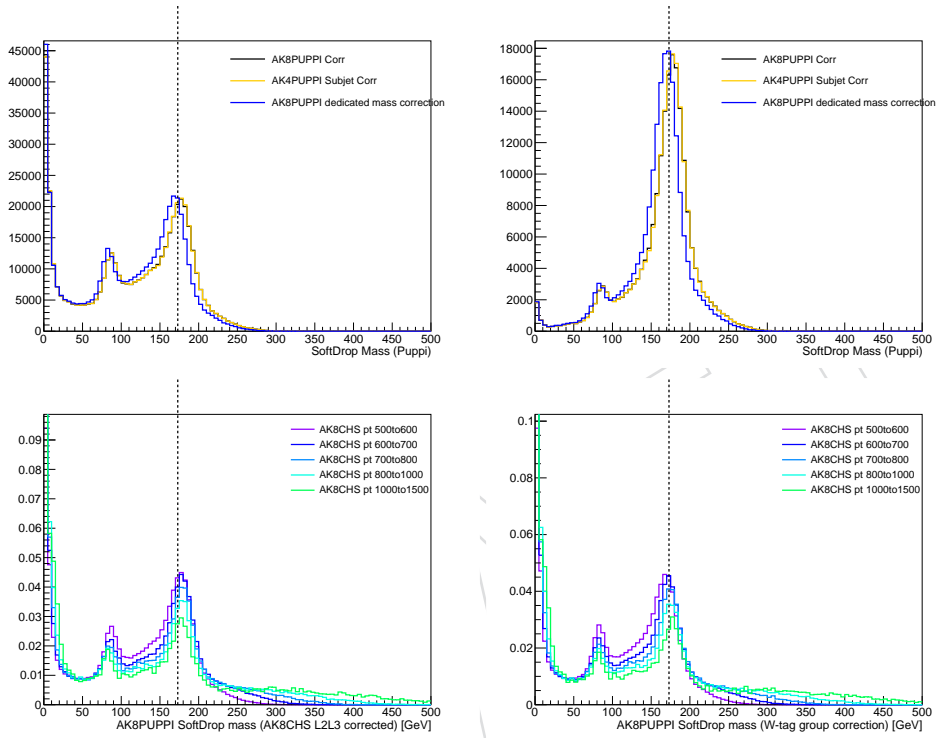 45000
40000
35000
30000
25000
20000
15000
10000
5000
0
AK8PUPPI Corr
AK4PUPPI Subjet Corr
AK8PUPPI dedicated mass correction
0 50 100 150 200 250 300 350 400 450 500
SoftDrop Mass (Puppi)
18000
16000
14000
12000
10000
8000
6000
4000
2000
0
AK8PUPPI Corr
AK4PUPPI Subjet Corr
AK8PUPPI dedicated mass correction
0 50 100 150 200 250 300 350 400 450 500
SoftDrop Mass (Puppi)
0.09
0.08
0.07
0.06
0.05
0.04
0.03
0.02
0.01
0
AK8CHS pt 500to600
AK8CHS pt 600to700
AK8CHS pt 700to800
AK8CHS pt 800to1000
AK8CHS pt 1000to1500
0 50 100 150 200 250 300 350 400 450 500
AK8PUPPI SoftDrop mass (AK8CHS L2L3 corrected) [GeV]
0.1
0.08
0.06
0.04
0.02
0
AK8CHS pt 500to600
AK8CHS pt 600to700
AK8CHS pt 700to800
AK8CHS pt 800to1000
AK8CHS pt 1000to1500
0 50 100 150 200 250 300 350 400 450 500
AK8PUPPI SoftDrop mass (W-tag group correction) [GeV]